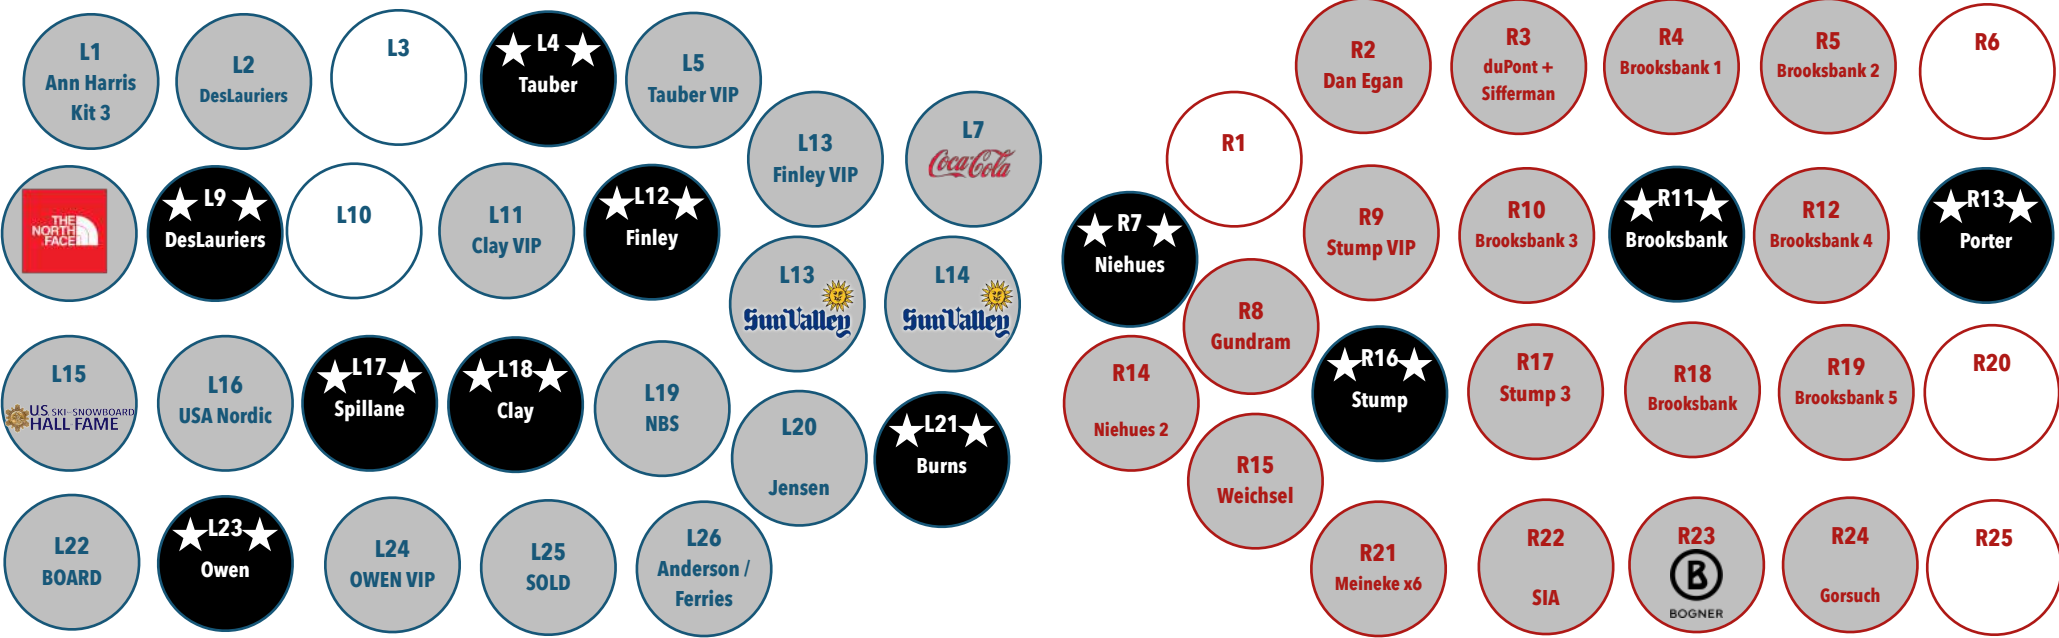 L1
Ann Harris
Kit 3
L2
DesLauriers
L3
L4
Tauber
L5
Tauber VIP
L13
Finley VIP
L7
Coca-Cola
THE
NORTH
FACE
L9
DesLauriers
L10
L11
Clay VIP
L12
Finley
L13
Sun Valley
L14
Sun Valley
L15
US SKI-SNOWBOARD
HALL FAME
L16
USA Nordic
L17
Spillane
L18
Clay
L19
NBS
L20
Jensen
L21
Burns
L22
BOARD
L23
Owen
L24
OWEN VIP
L25
SOLD
L26
Anderson /
Ferries
R1
R2
Dan Egan
R3
duPont +
Sifferman
R4
Brooksbank 1
R5
Brooksbank 2
R6
R7
Niehues
R8
Gundram
R9
Stump VIP
R10
Brooksbank 3
R11
Brooksbank
R12
Brooksbank 4
R13
Porter
R14
Niehues 2
R15
Weichsel
R16
Stump
R17
Stump 3
R18
Brooksbank
R19
Brooksbank 5
R20
R21
Meineke x6
R22
SIA
R23
B
BOGNER
R24
Gorsuch
R25